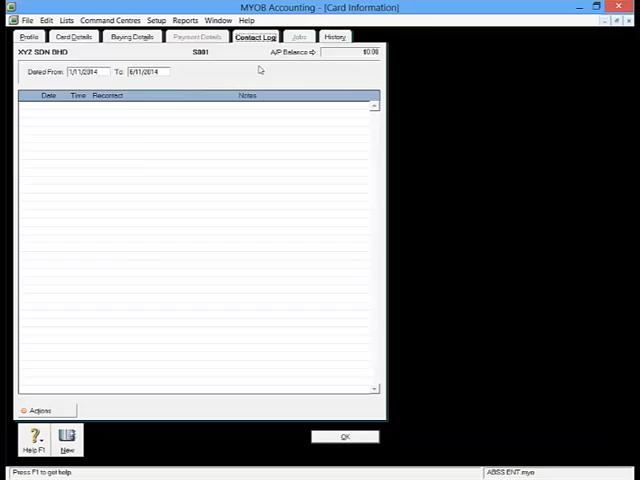 MYOB Accounting - [Card Information]
File Edit Lists Command Centres Setup Reports Window Help
Profile Card Details Buying Details Payment Details Contact Log Jobs History
XYZ SDN BHD S001 A/P Balance $0.00
Dated From: 1/11/2014 To: 6/11/2014
Date Time Recontact Notes
Actions
Help F1 New OK
Press F1 to get help. ABSS ENT.myo